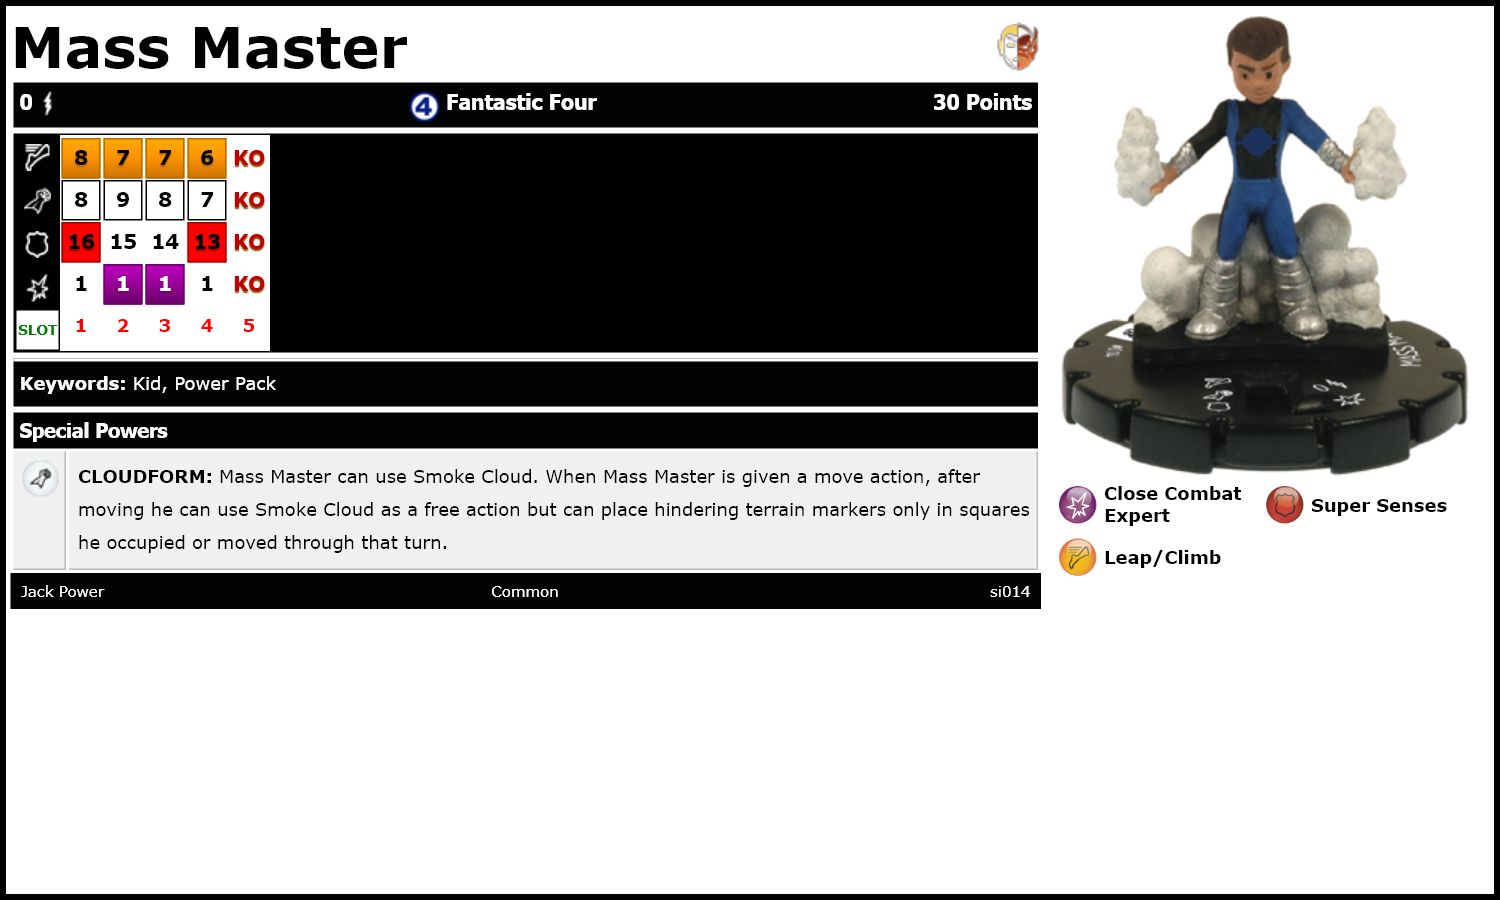 Mass Master
0 4 Fantastic Four 30 Points
8 7 7 6 KO
8 9 8 7 KO
16 15 14 13 KO
1 1 1 1 KO
SLOT 1 2 3 4 5
Keywords: Kid, Power Pack
Special Powers
CLOUDFORM: Mass Master can use Smoke Cloud. When Mass Master is given a move action, after
moving he can use Smoke Cloud as a free action but can place hindering terrain markers only in squares
he occupied or moved through that turn.
Jack Power Common si014
MASS
0
Close Combat
Expert
Super Senses
Leap/Climb